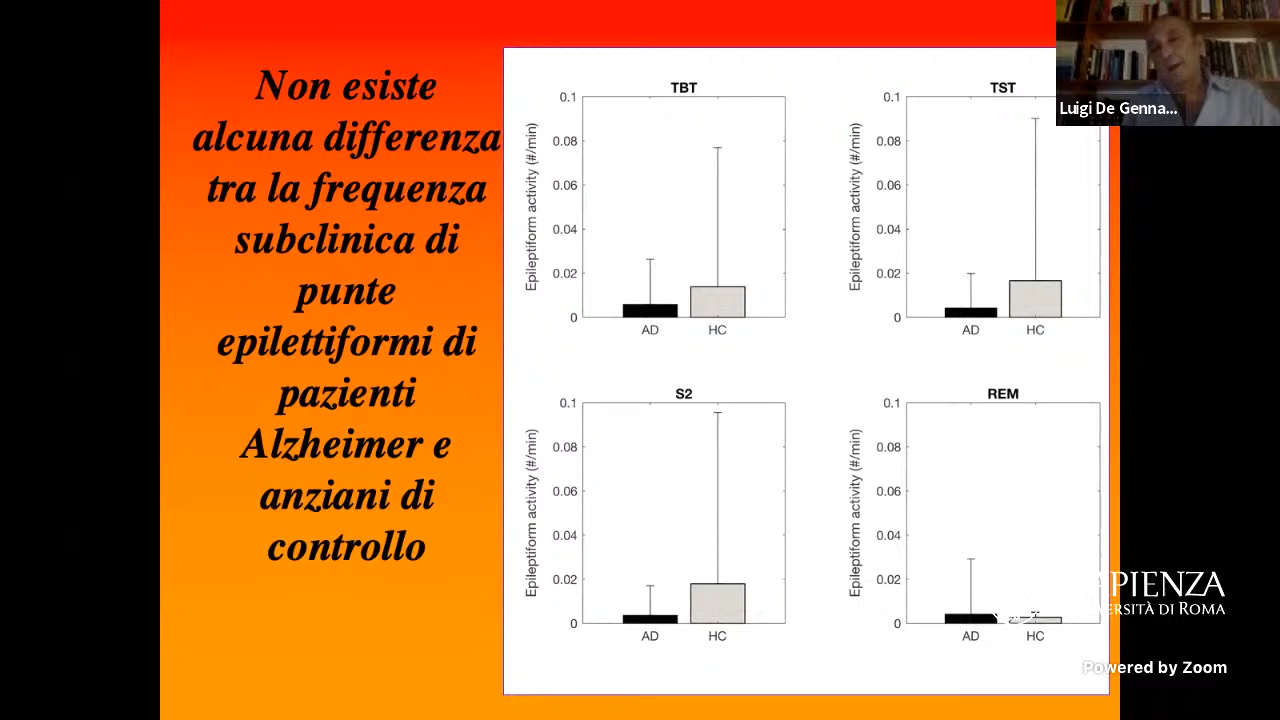 Non esiste
alcuna differenza
tra la frequenza
subclinica di
punte
epilettiformi di
pazienti
Alzheimer e
anziani di
controllo
TBT
Epileptiform activity (#/min)
0.1
0.08
0.06
0.04
0.02
0
AD HC
TST
Epileptiform activity (#/min)
0.1
0.08
0.06
0.04
0.02
0
AD HC
S2
Epileptiform activity (#/min)
0.1
0.08
0.06
0.04
0.02
0
AD HC
REM
Epileptiform activity (#/min)
0.1
0.08
0.06
0.04
0.02
0
AD HC
Luigi De Genna...
DI ROMA
Powered by Zoom